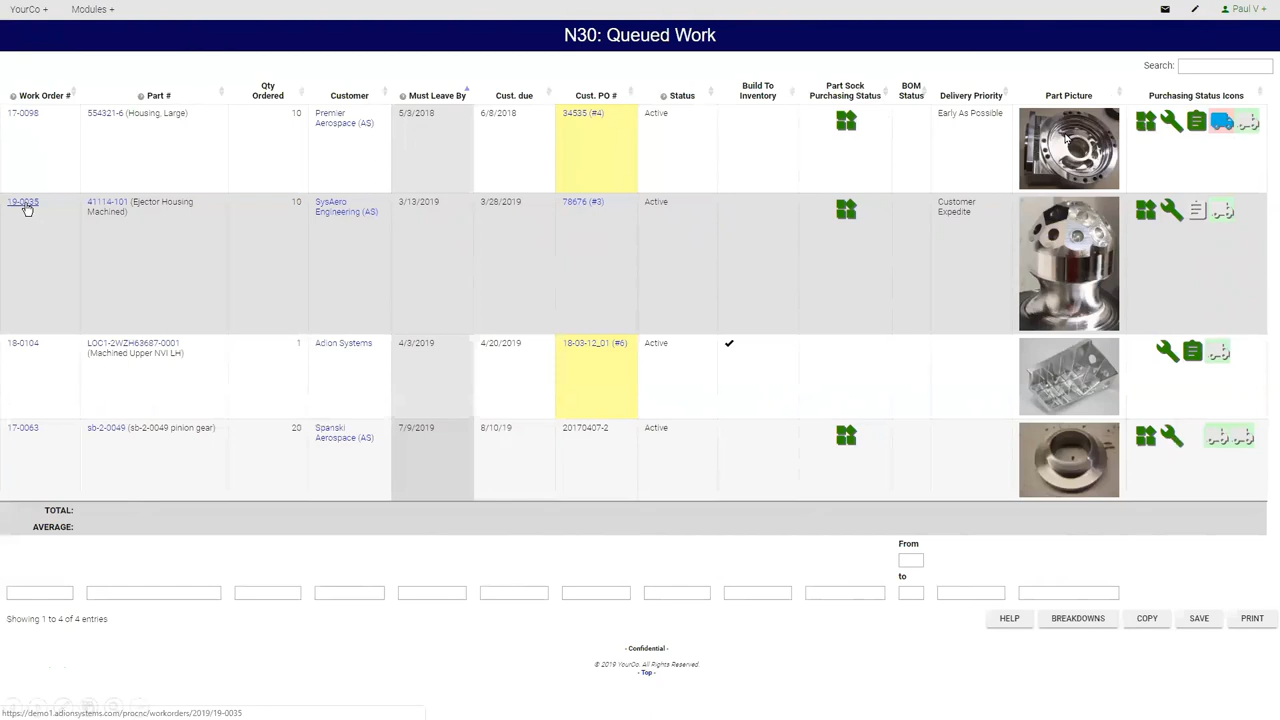 YourCo + Modules + Paul V +
N30: Queued Work
Search:
Work Order # Part # Qty Ordered Customer Must Leave By Cust. due Cust. PO # Status Build To Inventory Part Sock Purchasing Status BOM Status Delivery Priority Part Picture Purchasing Status Icons
17-0098 554321-6 (Housing, Large) 10 Premier Aerospace (AS) 5/3/2018 6/8/2018 34535 (#4) Active Early As Possible
19-0035 41114-101 (Ejector Housing Machined) 10 SysAero Engineering (AS) 3/13/2019 3/28/2019 78676 (#3) Active Customer Expedite
18-0104 LOC1-2WZH63687-0001 (Machined Upper NVI LH) 1 Adion Systems 4/3/2019 4/20/2019 18-03-12_01 (#6) Active
17-0063 sb-2-0049 (sb-2-0049 pinion gear) 20 Spanski Aerospace (AS) 7/9/2019 8/10/19 20170407-2 Active
TOTAL:
AVERAGE:
From
to
Showing 1 to 4 of 4 entries HELP BREAKDOWNS COPY SAVE PRINT
- Confidential -
© 2019 YourCo. All Rights Reserved.
- Top -
https://demo1.adionsystems.com/procnc/workorders/2019/19-0035